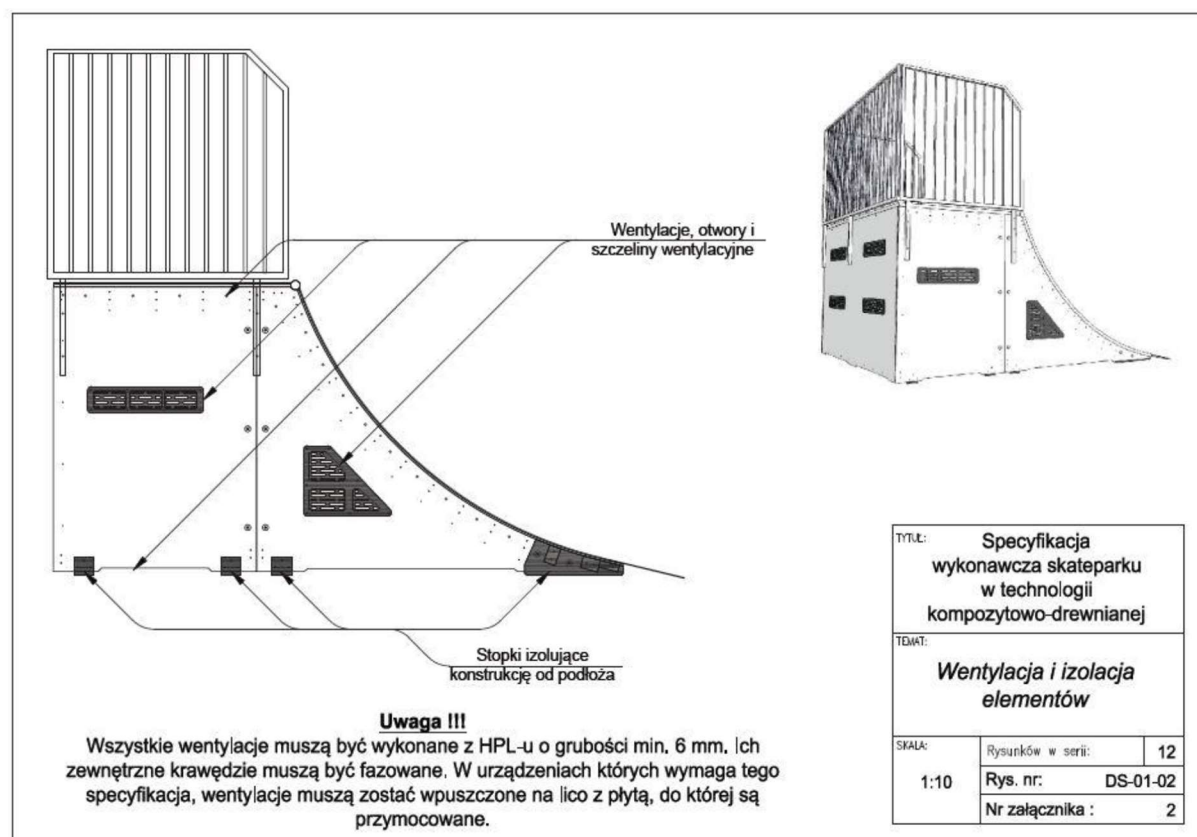 Wentylacje, otwory i
szczeliny wentylacyjne
Stopki izolujące
konstrukcję od podłoża
Uwaga !!!
Wszystkie wentylacje muszą być wykonane z HPL-u o grubości min. 6 mm. Ich
zewnętrzne krawędzie muszą być fazowane. W urządzeniach których wymaga tego
specyfikacja, wentylacje muszą zostać wpuszczone na lico z płytą, do której są
przymocowane.
TYTUŁ:
Specyfikacja
wykonawcza skateparku
w technologii
kompozytowo-drewnianej
TEMAT:
Wentylacja i izolacja
elementów
SKALA:
1:10
Rysunków w serii: 12
Rys. nr: DS-01-02
Nr załącznika : 2